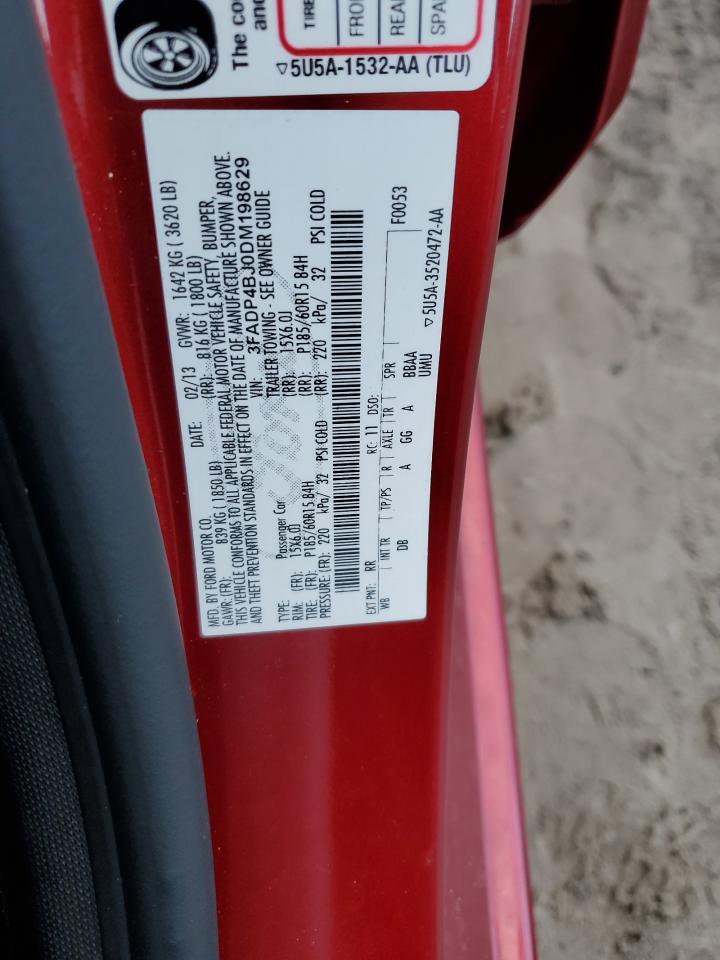 The co
and
TIRE
FRON
REA
SPA
▽5U5A-1532-AA (TLU)
MFD. BY FORD MOTOR CO.
DATE: 02/13 GVWR: 1642 KG ( 3620 LB)
GAWR: (FR): 839 KG ( 1850 LB) (RR): 816 KG ( 1800 LB)
THIS VEHICLE CONFORMS TO ALL APPLICABLE FEDERAL MOTOR VEHICLE SAFETY, BUMPER,
AND THEFT PREVENTION STANDARDS IN EFFECT ON THE DATE OF MANUFACTURE SHOWN ABOVE.
VIN: 3FADP4BJ0DM198629
TYPE: Passenger Car TRAILER TOWING - SEE OWNER GUIDE
RIM: (FR): 15X6.0J (RR): 15X6.0J
TIRE: (FR): P185/60R15 84H (RR): P185/60R15 84H
PRESSURE: (FR): 220 kPa/ 32 PSI COLD (RR): 220 kPa/ 32 PSI COLD
EXT PNT: RR RC: 11 DSO: F0053
WB INT TR TP/PS R AXLE TR SPR
DB A GG A BBAA
UMU
▽5U5A-3520472-AA